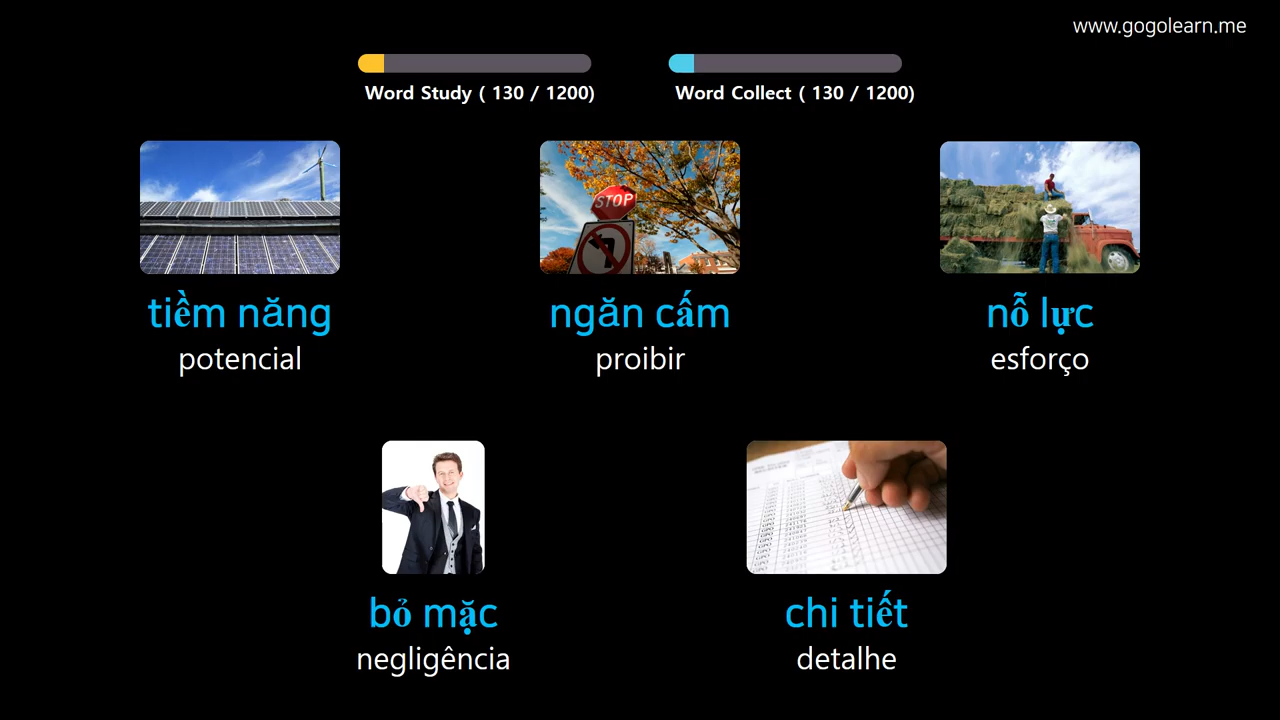 www.gogolearn.me
Word Study ( 130 / 1200)
Word Collect ( 130 / 1200)
STOP
tiềm năng
potencial
ngăn cấm
proibir
nỗ lực
esforço
bỏ mặc
negligência
chi tiết
detalhe